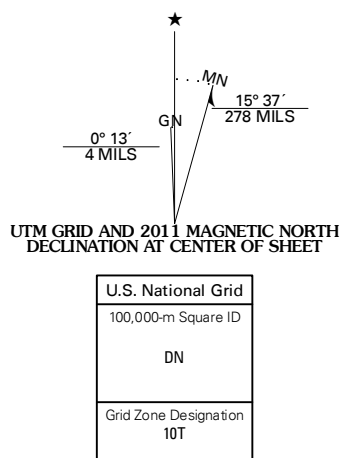 MN
GN
15° 37´
278 MILS
0° 13´
4 MILS
UTM GRID AND 2011 MAGNETIC NORTH
DECLINATION AT CENTER OF SHEET
U.S. National Grid
100,000-m Square ID
DN
Grid Zone Designation
10T